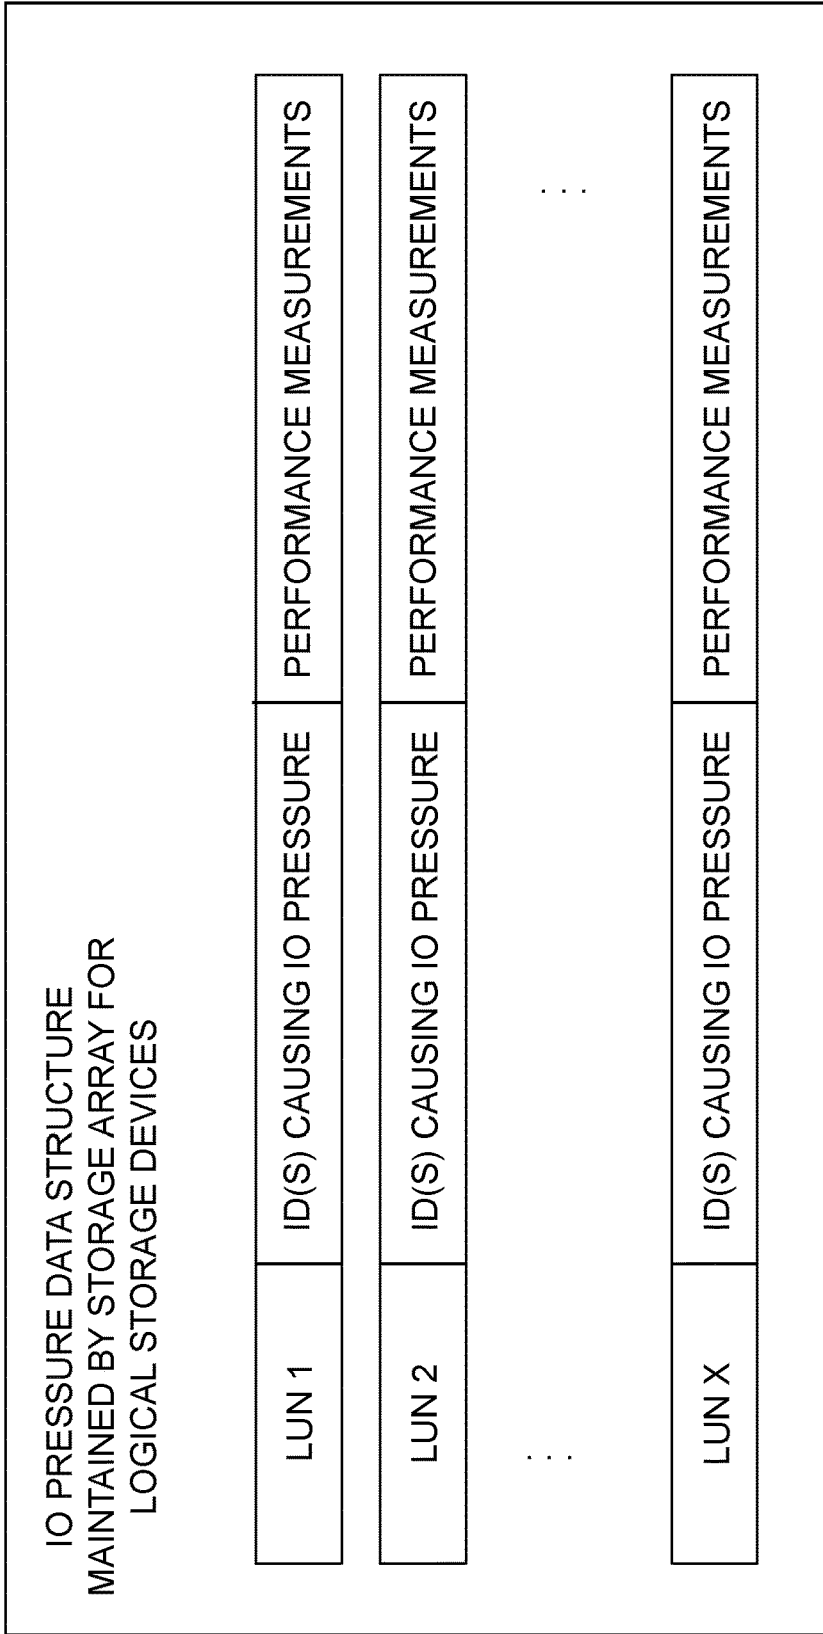 IO PRESSURE DATA STRUCTURE
MAINTAINED BY STORAGE ARRAY FOR
LOGICAL STORAGE DEVICES
LUN 1 ID(S) CAUSING IO PRESSURE PERFORMANCE MEASUREMENTS
LUN 2 ID(S) CAUSING IO PRESSURE PERFORMANCE MEASUREMENTS
. . . . . .
LUN X ID(S) CAUSING IO PRESSURE PERFORMANCE MEASUREMENTS